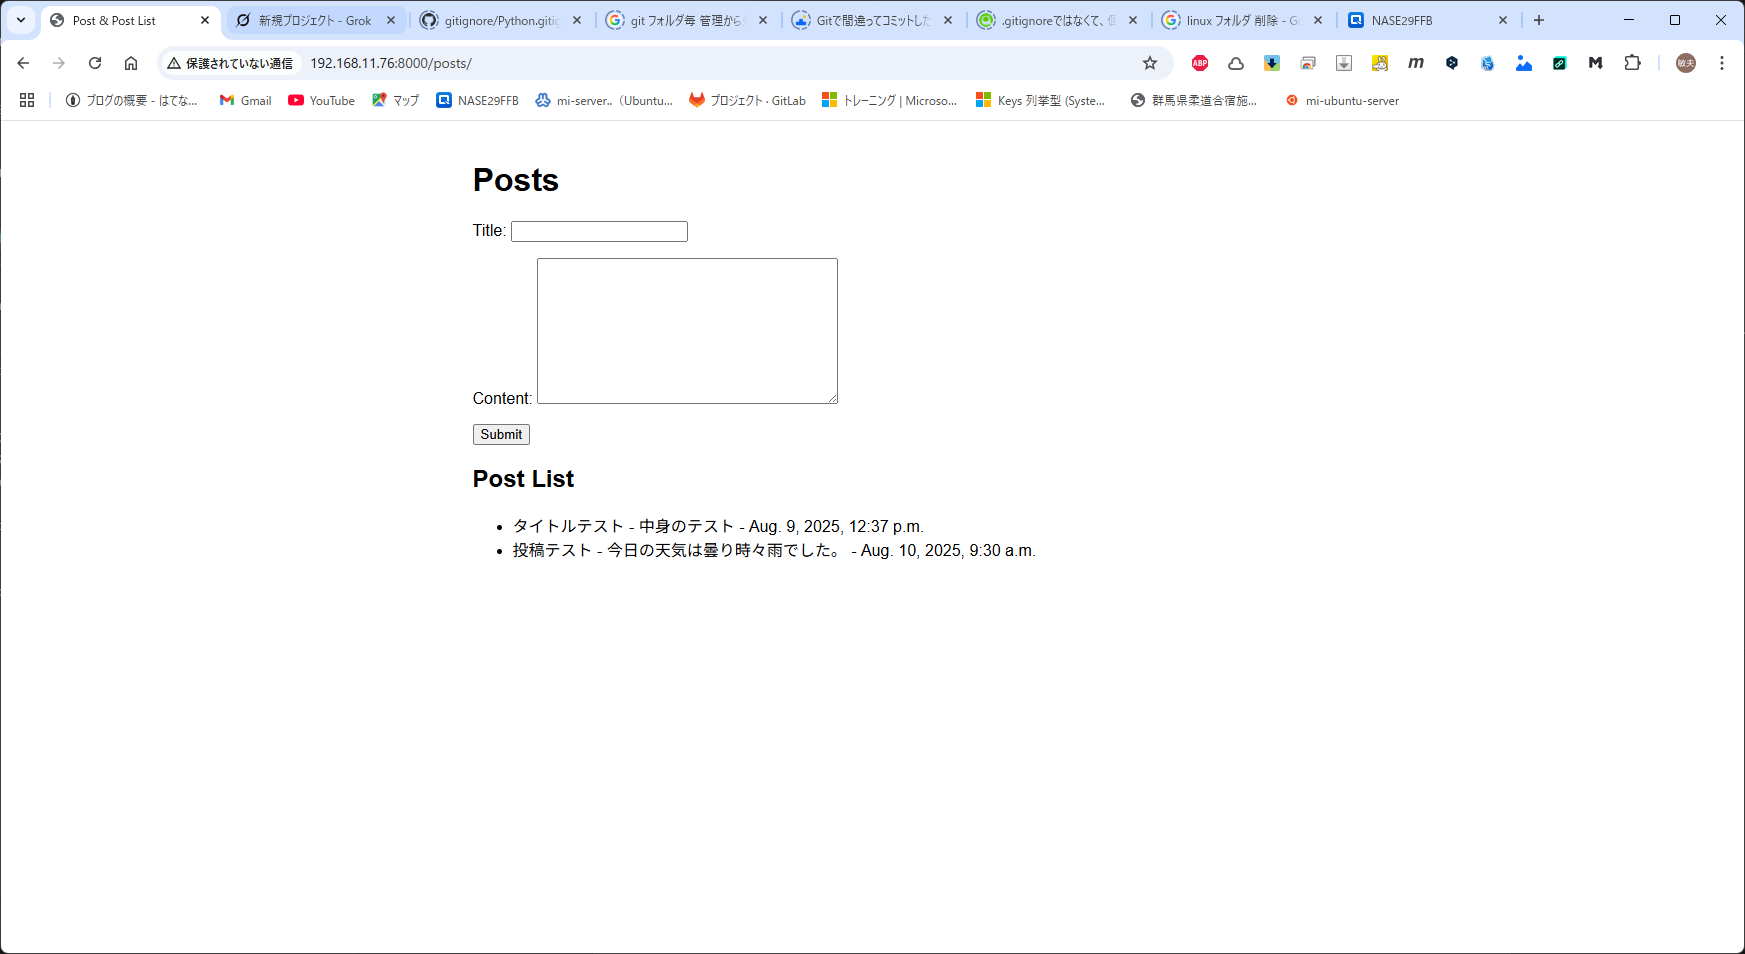 Post & Post List
新規プロジェクト - Grok
gitignore/Python.gitig
git フォルダ毎 管理から
Gitで間違ってコミットした
.gitignoreではなくて、
linux フォルダ 削除 - G
NASE29FFB
保護されていない通信 192.168.11.76:8000/posts/
ABP
敏夫
ブログの概要 - はてな...
Gmail
YouTube
マップ
NASE29FFB
mi-server..（Ubuntu...
プロジェクト · GitLab
トレーニング | Microso...
Keys 列挙型 (Syste...
群馬県柔道合宿施...
mi-ubuntu-server
Posts
Title:
Content:
Submit
Post List
タイトルテスト - 中身のテスト - Aug. 9, 2025, 12:37 p.m.
投稿テスト - 今日の天気は曇り時々雨でした。 - Aug. 10, 2025, 9:30 a.m.